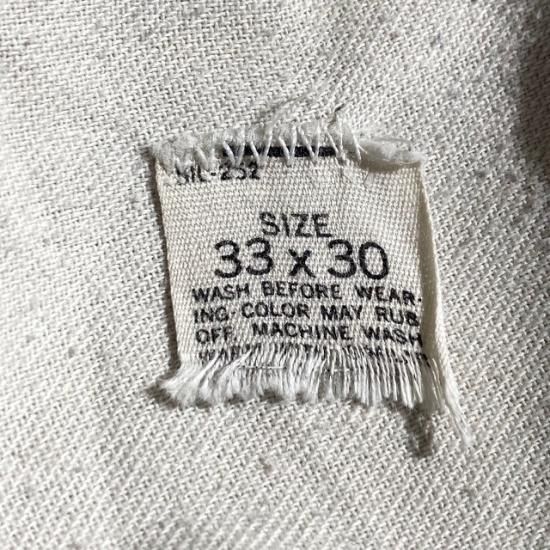 SIZE
33 x 30
WASH BEFORE WEAR-
ING-COLOR MAY RUB
OFF. MACHINE WASH